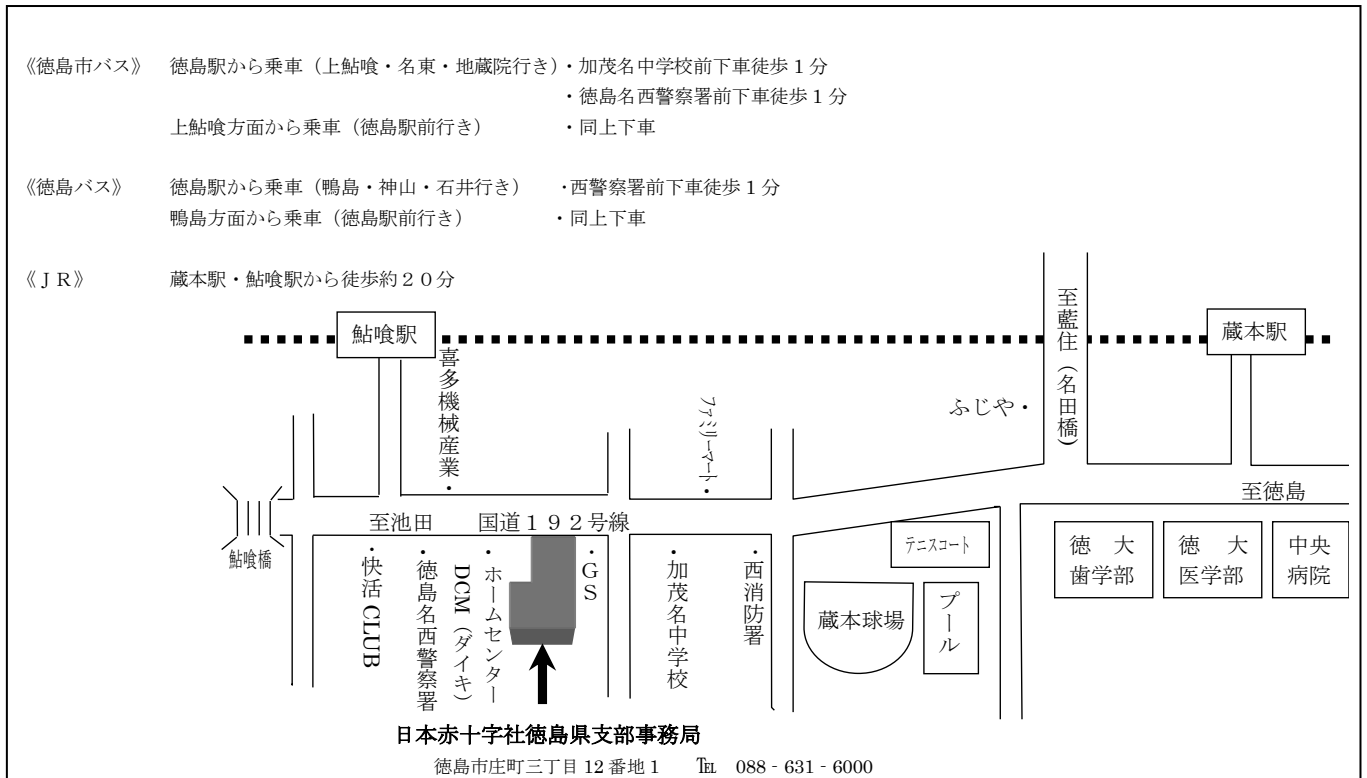 《徳島市バス》 徳島駅から乗車（上鮎喰・名東・地蔵院行き）・加茂名中学校前下車徒歩１分
・徳島名西警察署前下車徒歩１分
上鮎喰方面から乗車（徳島駅前行き） ・同上下車
《徳島バス》 徳島駅から乗車（鴨島・神山・石井行き） ・西警察署前下車徒歩１分
鴨島方面から乗車（徳島駅前行き） ・同上下車
《ＪＲ》 蔵本駅・鮎喰駅から徒歩約２０分
鮎喰駅
至藍住（名田橋）
蔵本駅
喜多機械産業・
ファミリーマート・
ふじや・
至徳島
至池田 国道１９２号線
鮎喰橋
・快活 CLUB
・徳島名西警察署
・ホームセンター
DCM（ダイキ）
・GS
・加茂名中学校
・西消防署
テニスコート
蔵本球場
プール
徳 大
歯学部
徳 大
医学部
中央
病院
日本赤十字社徳島県支部事務局
徳島市庄町三丁目 12 番地 1 ℡ 088 - 631 - 6000